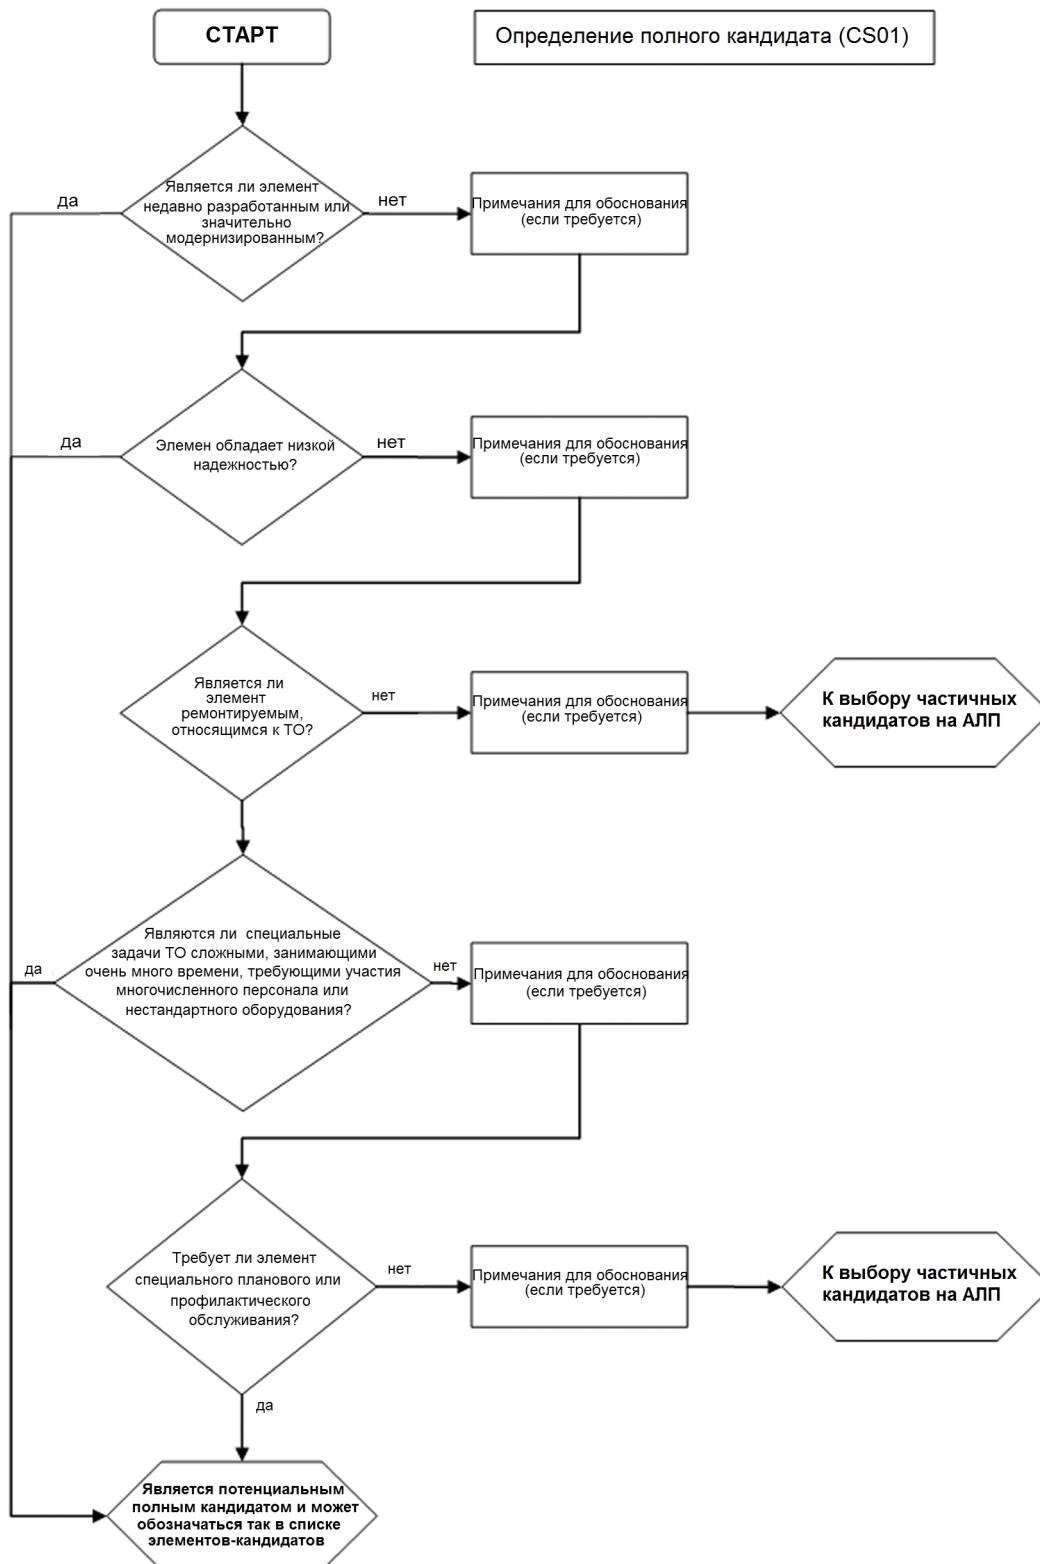 СТАРТ
Определение полного кандидата (CS01)
Является ли элемент
недавно разработанным или
значительно
модернизированным?
да
нет
Примечания для обоснования
(если требуется)
Элемен обладает низкой
надежностью?
да
нет
Примечания для обоснования
(если требуется)
Является ли
элемент
ремонтируемым,
относящимся к ТО?
нет
Примечания для обоснования
(если требуется)
К выбору частичных
кандидатов на АЛП
Являются ли специальные
задачи ТО сложными, занимающими
очень много времени, требующими участия
многочисленного персонала или
нестандартного оборудования?
да
нет
Примечания для обоснования
(если требуется)
Требует ли элемент
специального планового или
профилактического
обслуживания?
нет
Примечания для обоснования
(если требуется)
К выбору частичных
кандидатов на АЛП
да
Является потенциальным
полным кандидатом и может
обозначаться так в списке
элементов-кандидатов